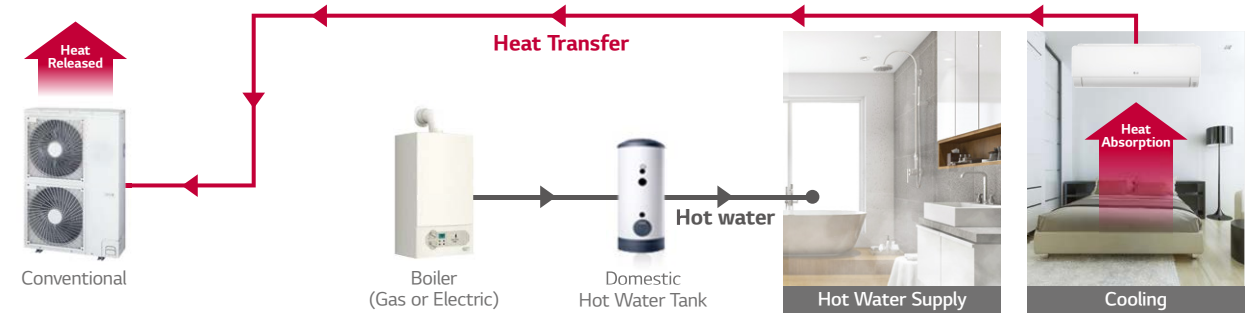 Heat
Released
Heat Transfer
Heat
Absorption
Hot water
Conventional
Boiler
(Gas or Electric)
Domestic
Hot Water Tank
Hot Water Supply
Cooling